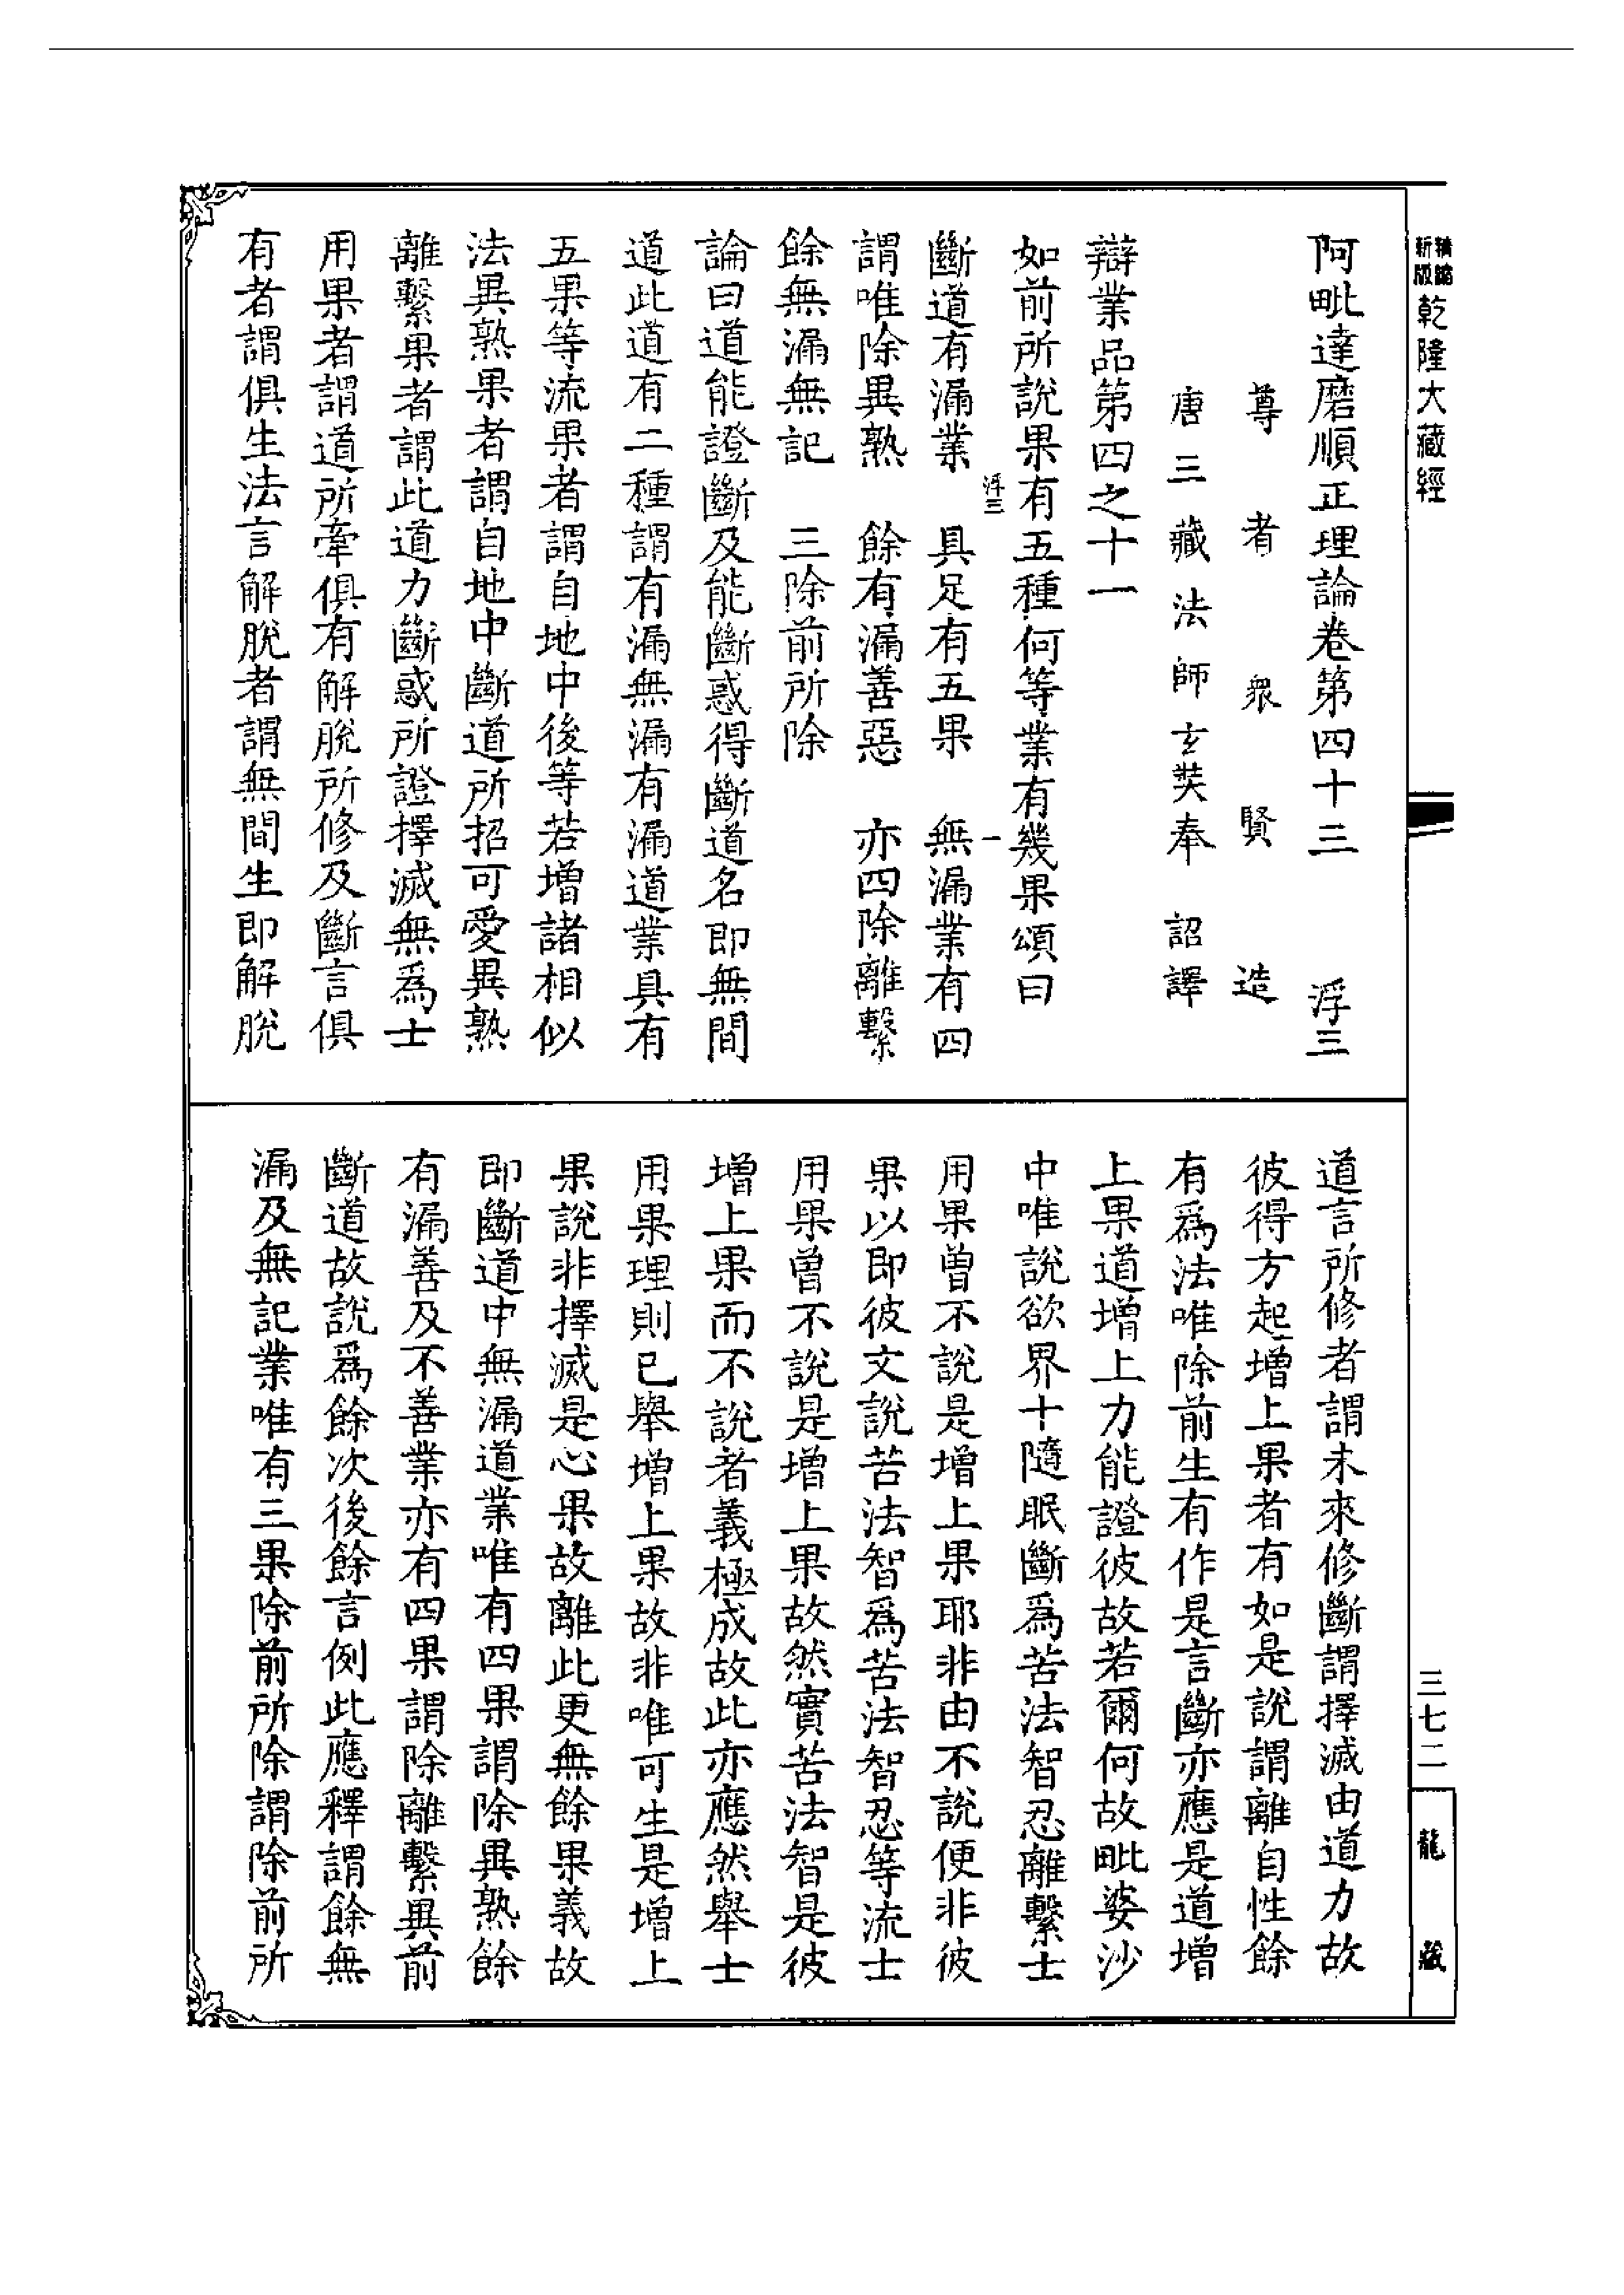 精縮新版 乾隆大藏經
三七二
龍藏
阿毗達磨順正理論卷第四十三 浮三
尊者眾賢造
唐三藏法師玄奘奉 詔譯
辯業品第四之十一
如前所說果有五種何等業有幾果頌曰
浮三 一
斷道有漏業 具足有五果 無漏業有四
謂唯除異熟 餘有漏善惡 亦四除離繫
餘無漏無記 三除前所除
論曰道能證斷及能斷惑得斷道名即無間
道此道有二種謂有漏無漏有漏道業具有
五果等流果者謂自地中後等若增諸相似
法異熟果者謂自地中斷道所招可愛異熟
離繫果者謂此道力斷惑所證擇滅無為士
用果者謂道所牽俱有解脫所修及斷言俱
有者謂俱生法言解脫者謂無間生即解脫
道言所修者謂未來修斷謂擇滅由道力故
彼得方起增上果者有如是說謂離自性餘
有為法唯除前生有作是言斷亦應是道增
上果道增上力能證彼故若爾何故毗婆沙
中唯說欲界十隨眠斷為苦法智忍離繫士
用果曾不說是增上果耶非由不說便非彼
果以即彼文說苦法智為苦法智忍等流士
用果曾不說是增上果故然實苦法智是彼
增上果而不說者義極成故此亦應然舉士
用果理則已舉增上果故非唯可生是增上
果說非擇滅是心果故離此更無餘果義故
即斷道中無漏道業唯有四果謂除異熟餘
有漏善及不善業亦有四果謂除離繫異前
斷道故說為餘次後餘言例此應釋謂餘無
漏及無記業唯有三果除前所除謂除前所